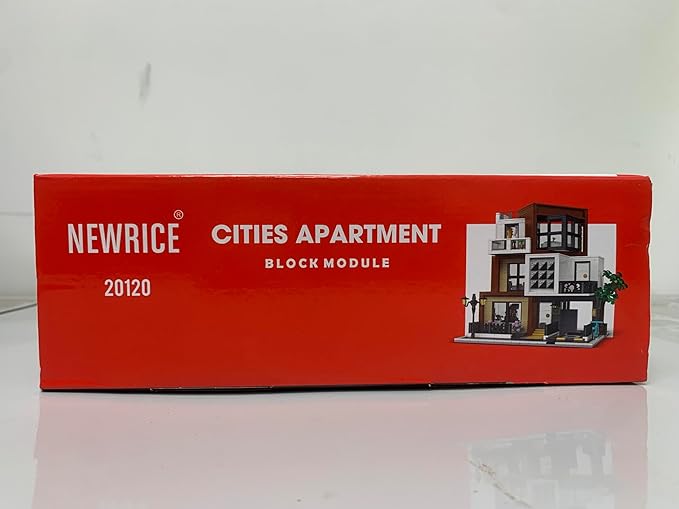 NEWRICE®
20120
CITIES APARTMENT
BLOCK MODULE